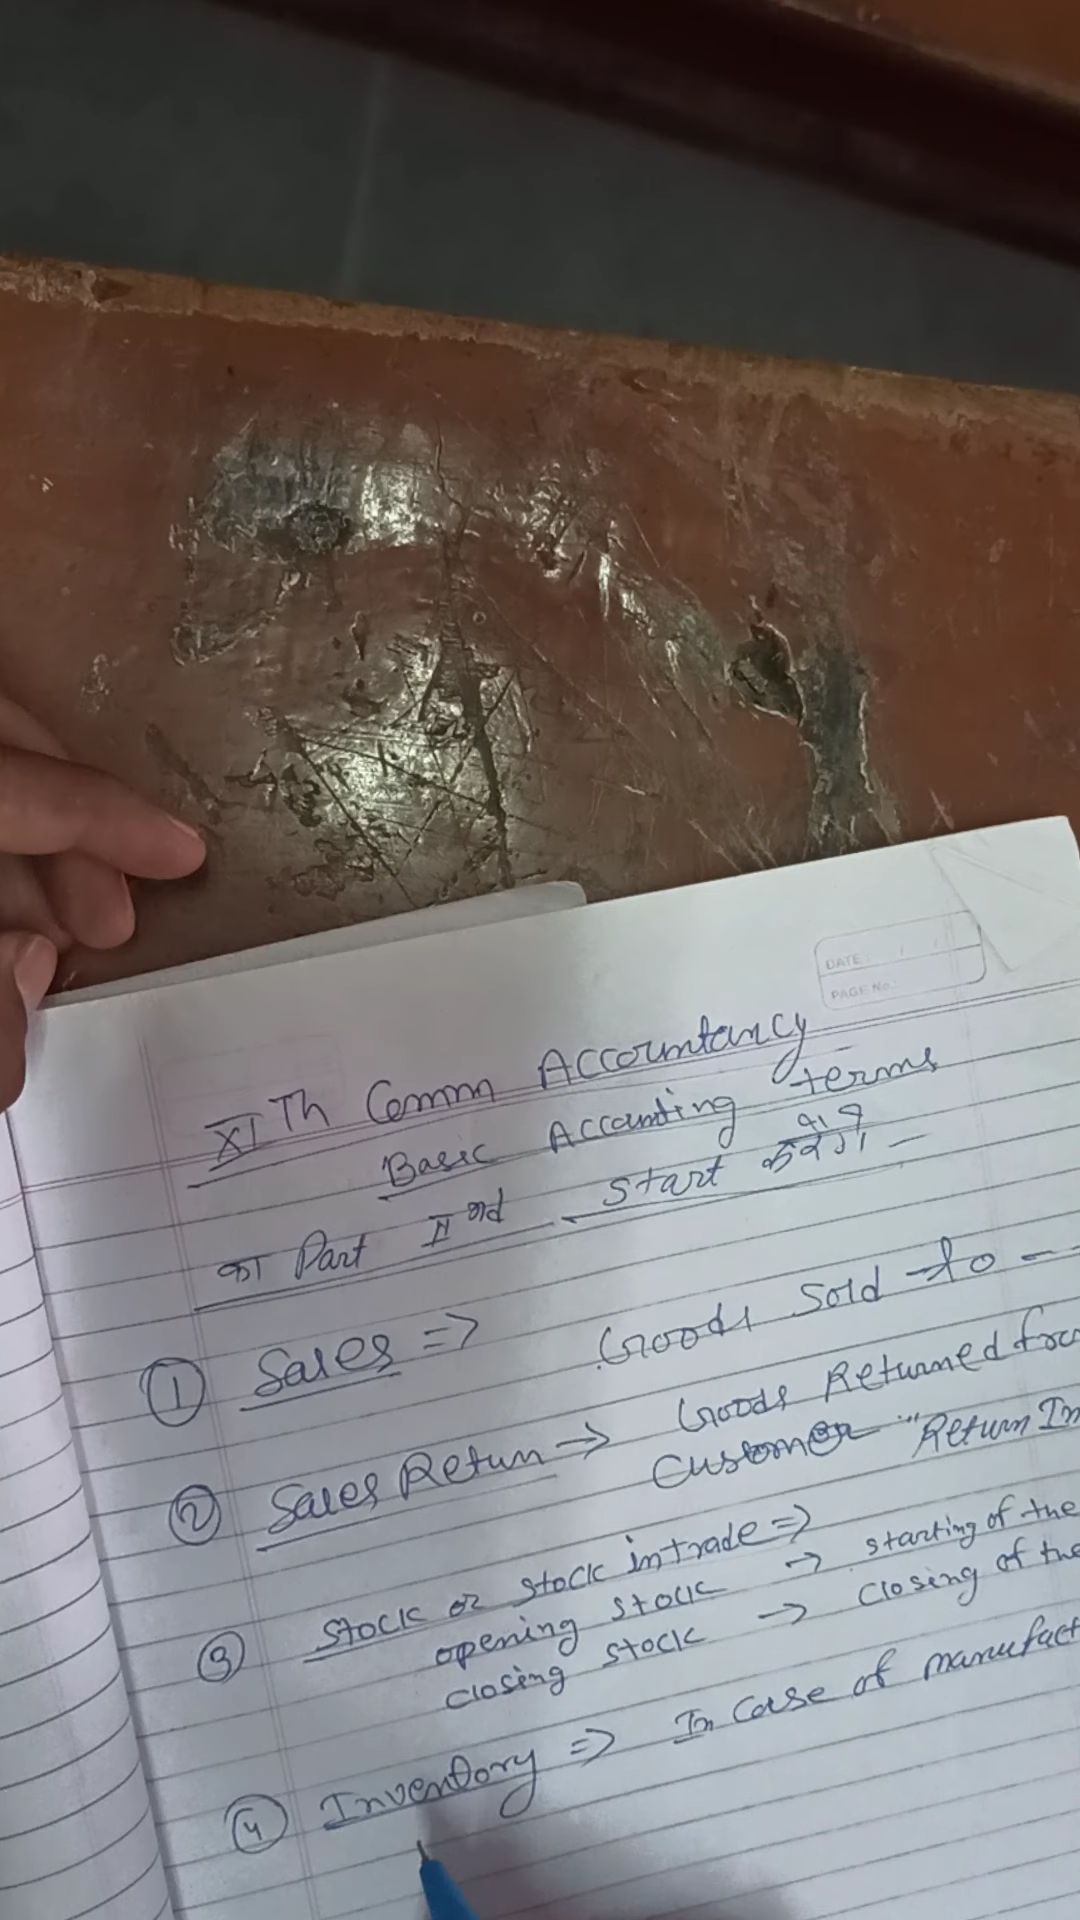 DATE: / /
PAGE No.
XI Th Comm Accountancy
Basic Accounting terms
का Part II nd start करेगें आज
① Sales => Goods Sold to --
② Sales Return -> Goods Returned
Customer "Return In
③ Stock or stock in trade =>
opening stock -> starting of the
closing stock -> closing of the
④ Inventory => In case of manufact